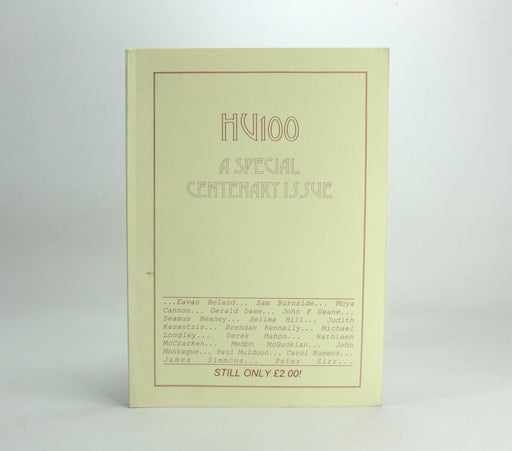 HU100
A SPECIAL
CENTENARY ISSUE
...Eavan Boland... Sam Burnside... Moya
Cannon... Gerald Dawe... John F Deane...
Seamus Heaney... Selima Hill... Judith
Kazantzis... Brendan Kennelly... Michael
Longley... Derek Mahon... Kathleen
McCracken... Medbh McGuckian... John
Montague... Paul Muldoon... Carol Rumens...
James Simmons... Peter Sirr...
STILL ONLY £2.00!